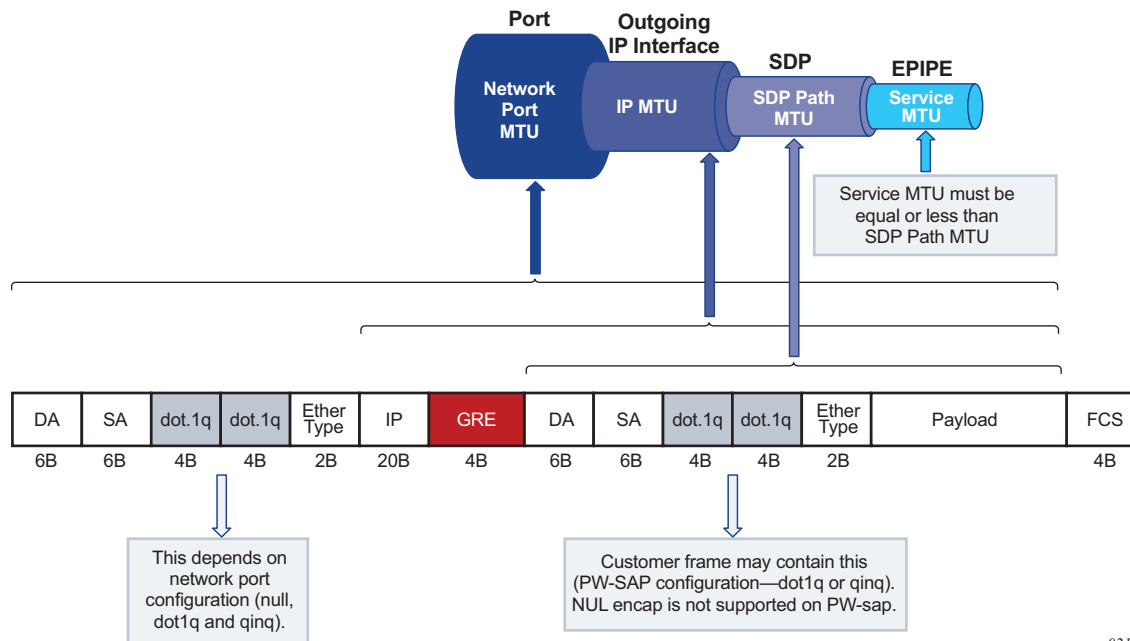 Port
Outgoing
IP Interface
SDP
EPIPE
Network
Port
MTU
IP MTU
SDP Path
MTU
Service
MTU
Service MTU must be
equal or less than
SDP Path MTU
DA SA dot.1q dot.1q Ether Type IP GRE DA SA dot.1q dot.1q Ether Type Payload FCS
6B 6B 4B 4B 2B 20B 4B 6B 6B 4B 4B 2B 4B
This depends on
network port
configuration (null,
dot1q and qinq).
Customer frame may contain this
(PW-SAP configuration—dot1q or qinq).
NUL encap is not supported on PW-sap.